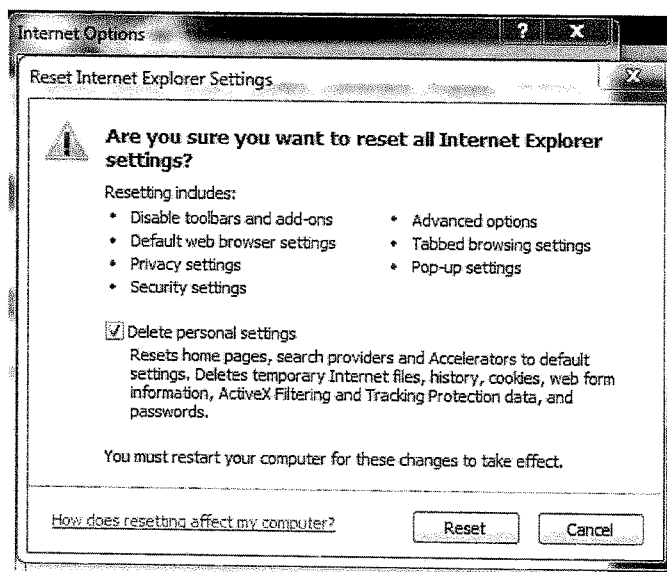 Internet Options
Reset Internet Explorer Settings
Are you sure you want to reset all Internet Explorer
settings?
Resetting includes:
• Disable toolbars and add-ons
• Default web browser settings
• Privacy settings
• Security settings
• Advanced options
• Tabbed browsing settings
• Pop-up settings
Delete personal settings
Resets home pages, search providers and Accelerators to default
settings. Deletes temporary Internet files, history, cookies, web form
information, ActiveX Filtering and Tracking Protection data, and
passwords.
You must restart your computer for these changes to take effect.
How does resetting affect my computer?
Reset
Cancel